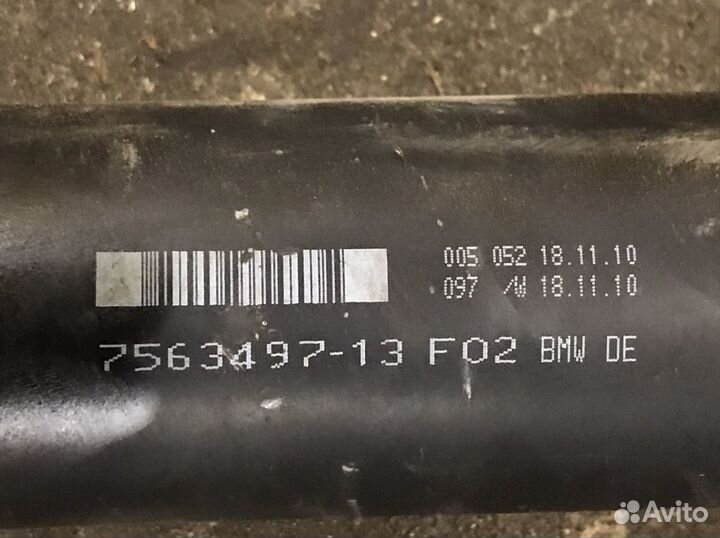 005 052 18.11.10
097 /W 18.11.10
7563497-13 F02 BMW DE
Avito